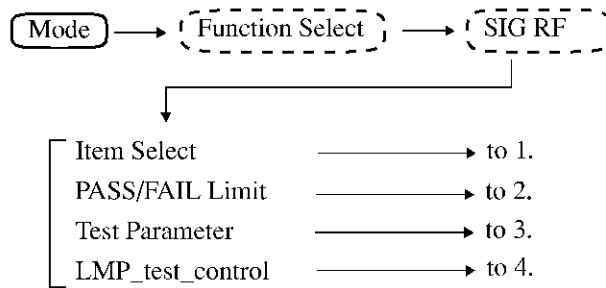 Mode Function Select SIG RF
Item Select to 1.
PASS/FAIL Limit to 2.
Test Parameter to 3.
LMP_test_control to 4.